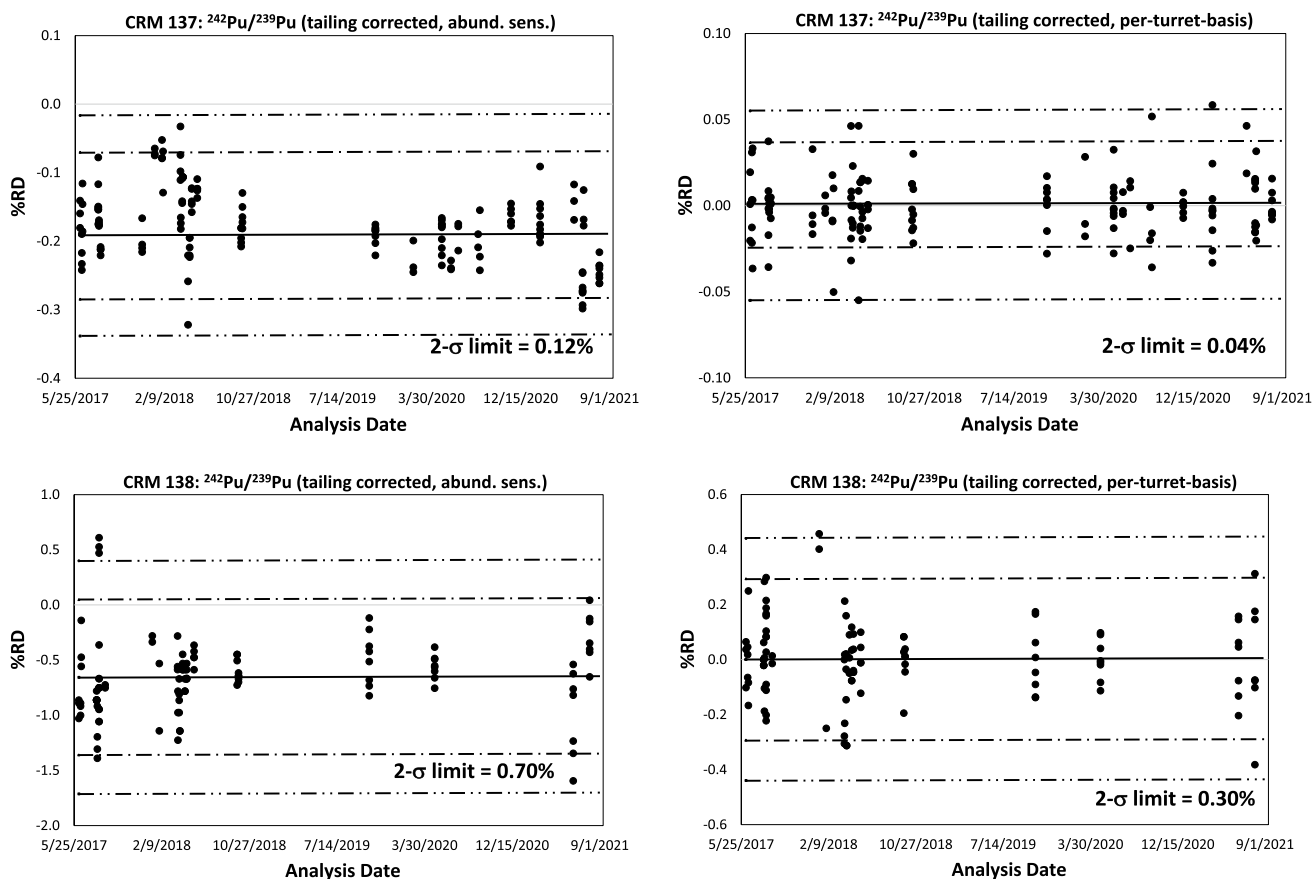 CRM 137: ²⁴²Pu/²³⁹Pu (tailing corrected, abund. sens.)
0.1
0.0
-0.1
-0.2
-0.3
-0.4
%RD
2-σ limit = 0.12%
5/25/2017 2/9/2018 10/27/2018 7/14/2019 3/30/2020 12/15/2020 9/1/2021
Analysis Date
CRM 137: ²⁴²Pu/²³⁹Pu (tailing corrected, per-turret-basis)
0.10
0.05
0.00
-0.05
-0.10
%RD
2-σ limit = 0.04%
5/25/2017 2/9/2018 10/27/2018 7/14/2019 3/30/2020 12/15/2020 9/1/2021
Analysis Date
CRM 138: ²⁴²Pu/²³⁹Pu (tailing corrected, abund. sens.)
1.0
0.5
0.0
-0.5
-1.0
-1.5
-2.0
%RD
2-σ limit = 0.70%
5/25/2017 2/9/2018 10/27/2018 7/14/2019 3/30/2020 12/15/2020 9/1/2021
Analysis Date
CRM 138: ²⁴²Pu/²³⁹Pu (tailing corrected, per-turret-basis)
0.6
0.4
0.2
0.0
-0.2
-0.4
-0.6
%RD
2-σ limit = 0.30%
5/25/2017 2/9/2018 10/27/2018 7/14/2019 3/30/2020 12/15/2020 9/1/2021
Analysis Date